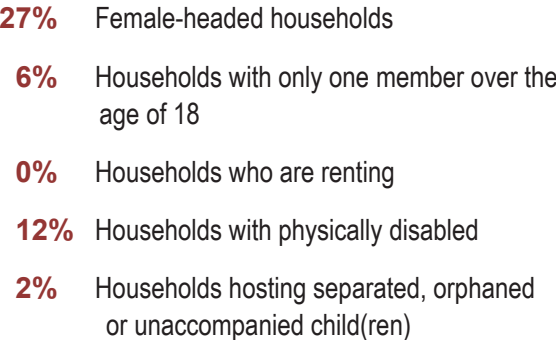 27% Female-headed households
6% Households with only one member over the
age of 18
0% Households who are renting
12% Households with physically disabled
2% Households hosting separated, orphaned
or unaccompanied child(ren)